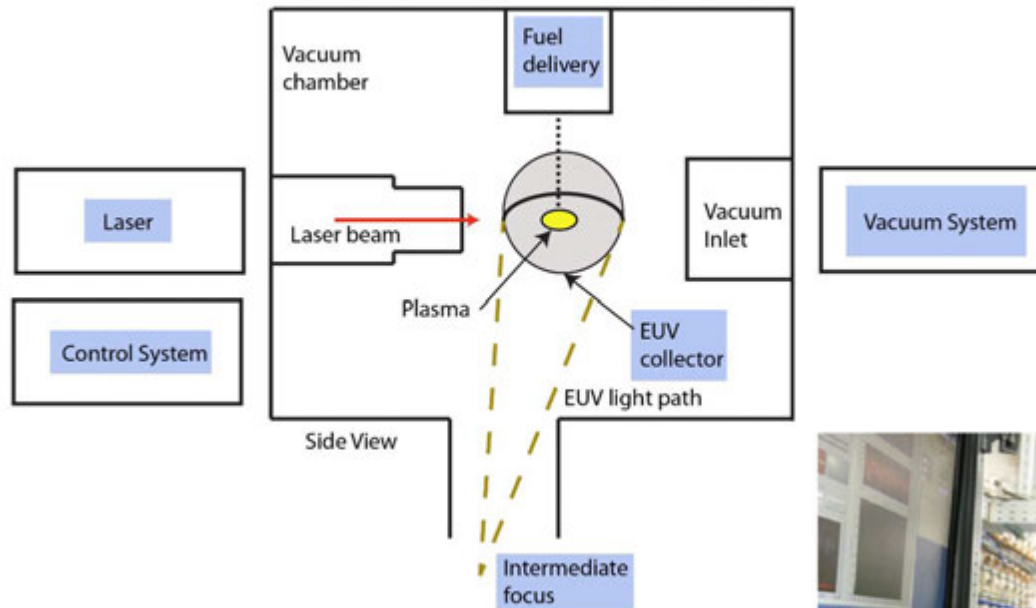 Vacuum
chamber
Fuel
delivery
Laser
Laser beam
Vacuum
Inlet
Vacuum System
Plasma
Control System
EUV
collector
EUV light path
Side View
Intermediate
focus